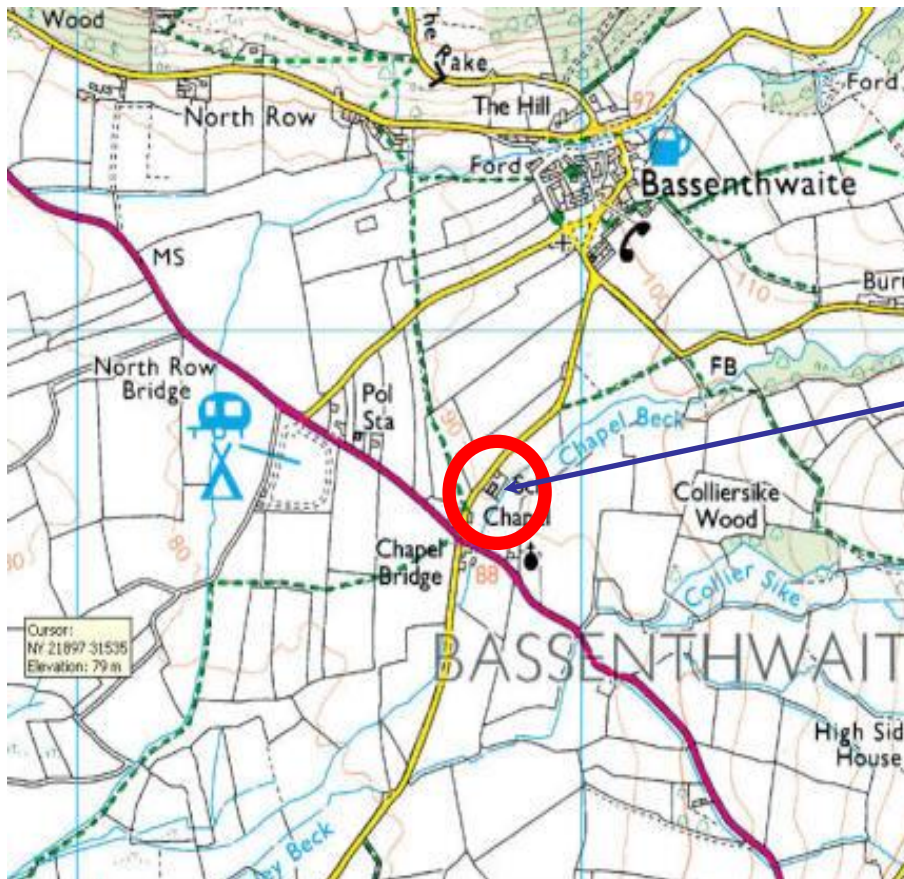 Wood
The Rake
97
The Hill
Ford
North Row
Ford
Bassenthwaite
MS
100
110
North Row
Bridge
FB
Pol
Sta
90
Chapel Beck
Sch
Chapel
Colliersike
Wood
80
Chapel
Bridge
88
Collier Sike
Cursor:
NY 21897 31535
Elevation: 79 m
BASSENTHWAIT
High Sid
House
ey Beck